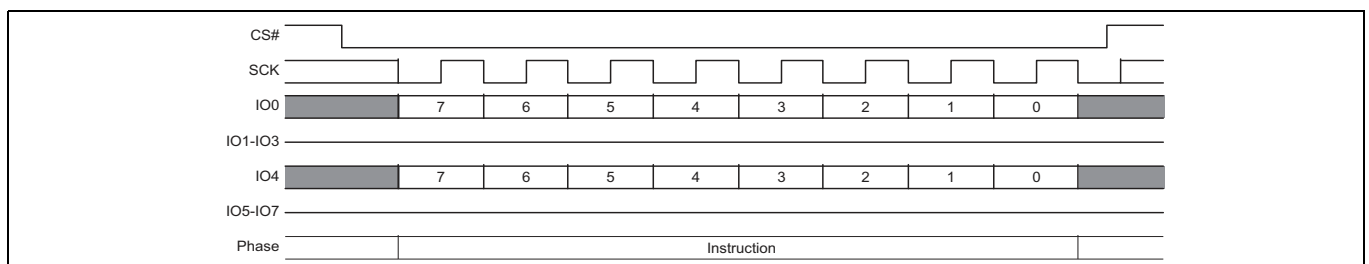 CS#
SCK
IO0 7 6 5 4 3 2 1 0
IO1-IO3
IO4 7 6 5 4 3 2 1 0
IO5-IO7
Phase Instruction